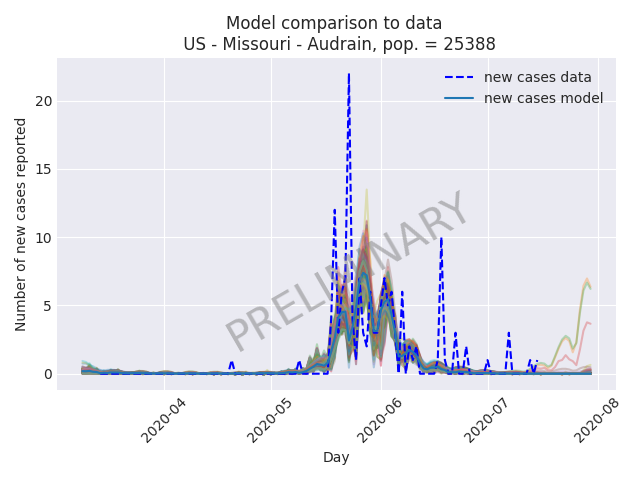 Model comparison to data
US - Missouri - Audrain, pop. = 25388
new cases data
new cases model
PRELIMINARY
Number of new cases reported
20
15
10
5
0
2020-04
2020-05
2020-06
2020-07
2020-08
Day